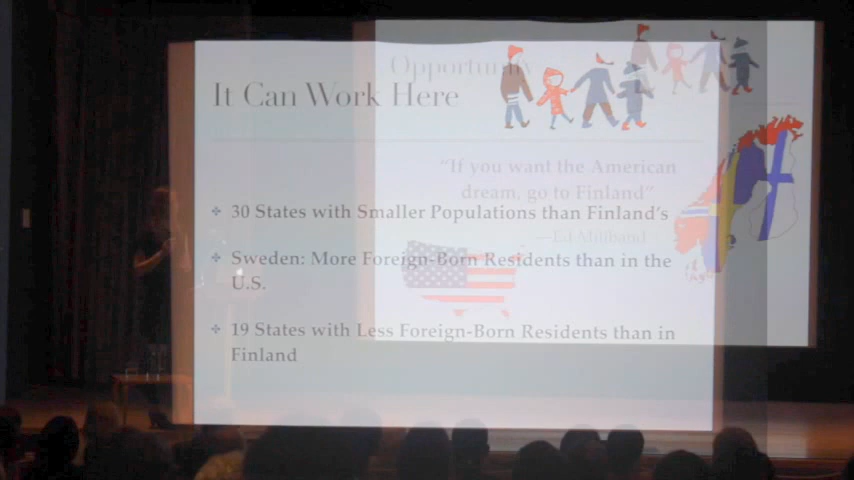 Opportunity
It Can Work Here
"If you want the American
dream, go to Finland"
—Ed Miliband
❖ 30 States with Smaller Populations than Finland's
❖ Sweden: More Foreign-Born Residents than in the
U.S.
❖ 19 States with Less Foreign-Born Residents than in
Finland